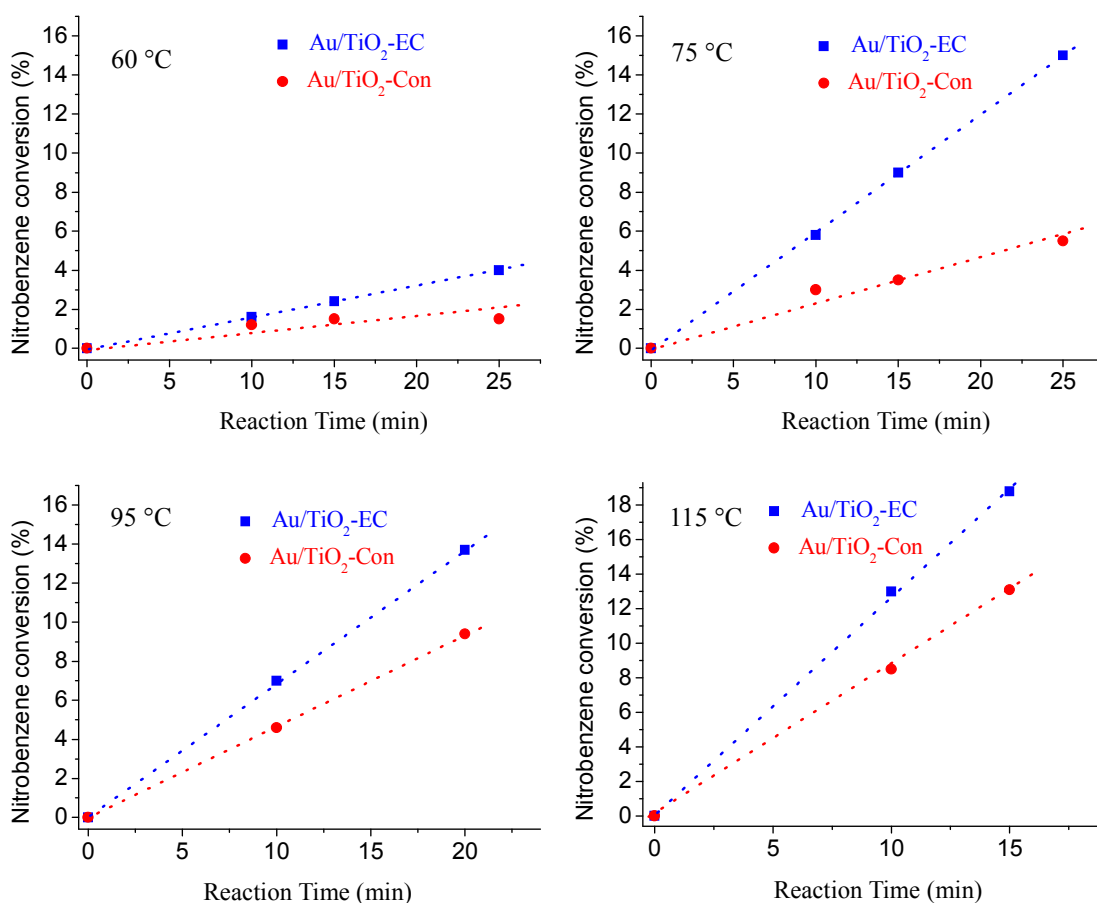 60 °C
Au/TiO₂-EC
Au/TiO₂-Con
Nitrobenzene conversion (%)
16
14
12
10
8
6
4
2
0
0 5 10 15 20 25
Reaction Time (min)
75 °C
Au/TiO₂-EC
Au/TiO₂-Con
Nitrobenzene conversion (%)
16
14
12
10
8
6
4
2
0
0 5 10 15 20 25
Reaction Time (min)
95 °C
Au/TiO₂-EC
Au/TiO₂-Con
Nitrobenzene conversion (%)
16
14
12
10
8
6
4
2
0
0 5 10 15 20
Reaction Time (min)
115 °C
Au/TiO₂-EC
Au/TiO₂-Con
Nitrobenzene conversion (%)
18
16
14
12
10
8
6
4
2
0
0 5 10 15
Reaction Time (min)